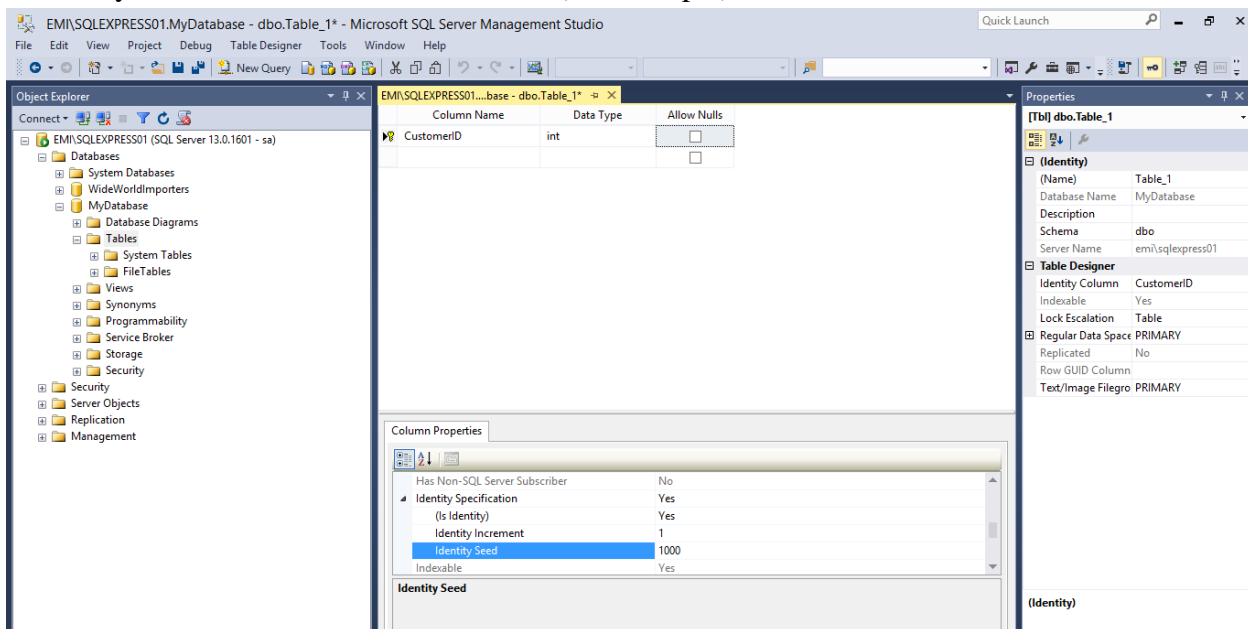 EMI\SQLEXPRESS01.MyDatabase - dbo.Table_1* - Microsoft SQL Server Management Studio
Quick Launch
File Edit View Project Debug Table Designer Tools Window Help
New Query
Object Explorer
Connect
EMI\SQLEXPRESS01 (SQL Server 13.0.1601 - sa)
Databases
System Databases
WideWorldImporters
MyDatabase
Database Diagrams
Tables
System Tables
FileTables
Views
Synonyms
Programmability
Service Broker
Storage
Security
Security
Server Objects
Replication
Management
EMI\SQLEXPRESS01....base - dbo.Table_1*
Column Name Data Type Allow Nulls
CustomerID int
Column Properties
Has Non-SQL Server Subscriber No
Identity Specification Yes
(Is Identity) Yes
Identity Increment 1
Identity Seed 1000
Indexable Yes
Identity Seed
Properties
[Tbl] dbo.Table_1
(Identity)
(Name) Table_1
Database Name MyDatabase
Description
Schema dbo
Server Name emi\sqlexpress01
Table Designer
Identity Column CustomerID
Indexable Yes
Lock Escalation Table
Regular Data Space PRIMARY
Replicated No
Row GUID Column
Text/Image Filegro PRIMARY
(Identity)